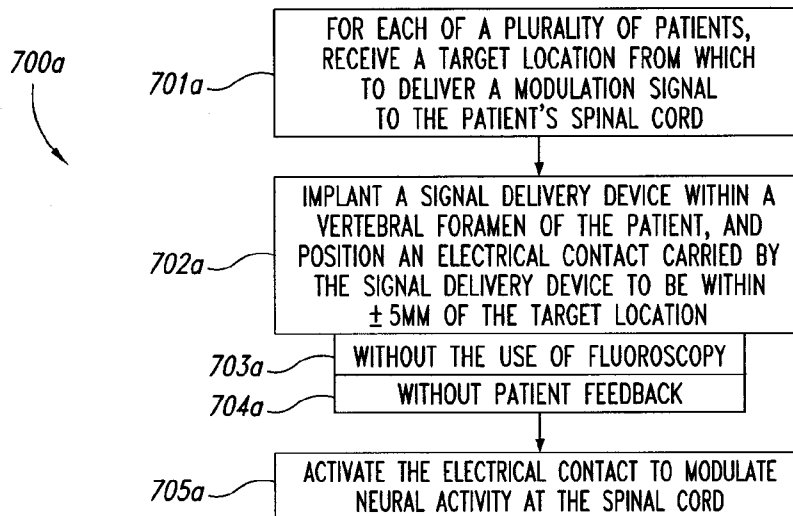 700a
701a
FOR EACH OF A PLURALITY OF PATIENTS,
RECEIVE A TARGET LOCATION FROM WHICH
TO DELIVER A MODULATION SIGNAL
TO THE PATIENT'S SPINAL CORD
702a
IMPLANT A SIGNAL DELIVERY DEVICE WITHIN A
VERTEBRAL FORAMEN OF THE PATIENT, AND
POSITION AN ELECTRICAL CONTACT CARRIED BY
THE SIGNAL DELIVERY DEVICE TO BE WITHIN
± 5MM OF THE TARGET LOCATION
703a
WITHOUT THE USE OF FLUOROSCOPY
704a
WITHOUT PATIENT FEEDBACK
705a
ACTIVATE THE ELECTRICAL CONTACT TO MODULATE
NEURAL ACTIVITY AT THE SPINAL CORD